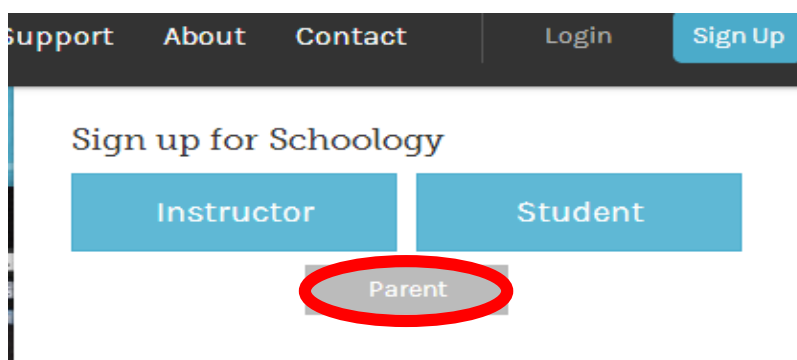 Support About Contact Login Sign Up
Sign up for Schoology
Instructor Student
Parent